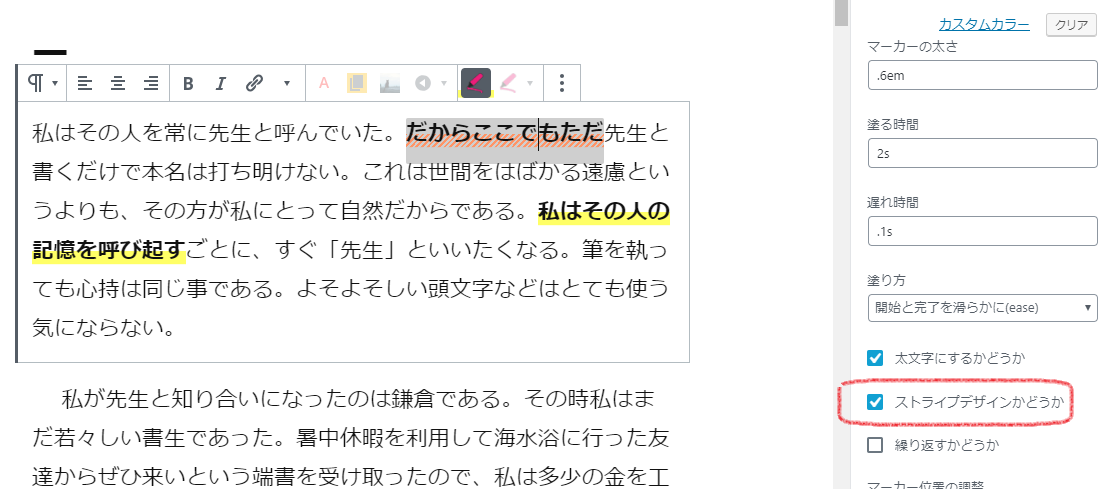 カスタムカラー クリア
マーカーの太さ
.6em
塗る時間
2s
遅れ時間
.1s
塗り方
開始と完了を滑らかに(ease)
太文字にするかどうか
ストライプデザインかどうか
繰り返すかどうか
マーカー位置の調整
B I A
私はその人を常に先生と呼んでいた。だからここでもただ先生と
書くだけで本名は打ち明けない。これは世間をはばかる遠慮とい
うよりも、その方が私にとって自然だからである。私はその人の
記憶を呼び起すごとに、すぐ「先生」といいたくなる。筆を執っ
ても心持は同じ事である。よそよそしい頭文字などはとても使う
気にならない。
私が先生と知り合いになったのは鎌倉である。その時私はま
だ若々しい書生であった。暑中休暇を利用して海水浴に行った友
達からぜひ来いという端書を受け取ったので、私は多少の金を工